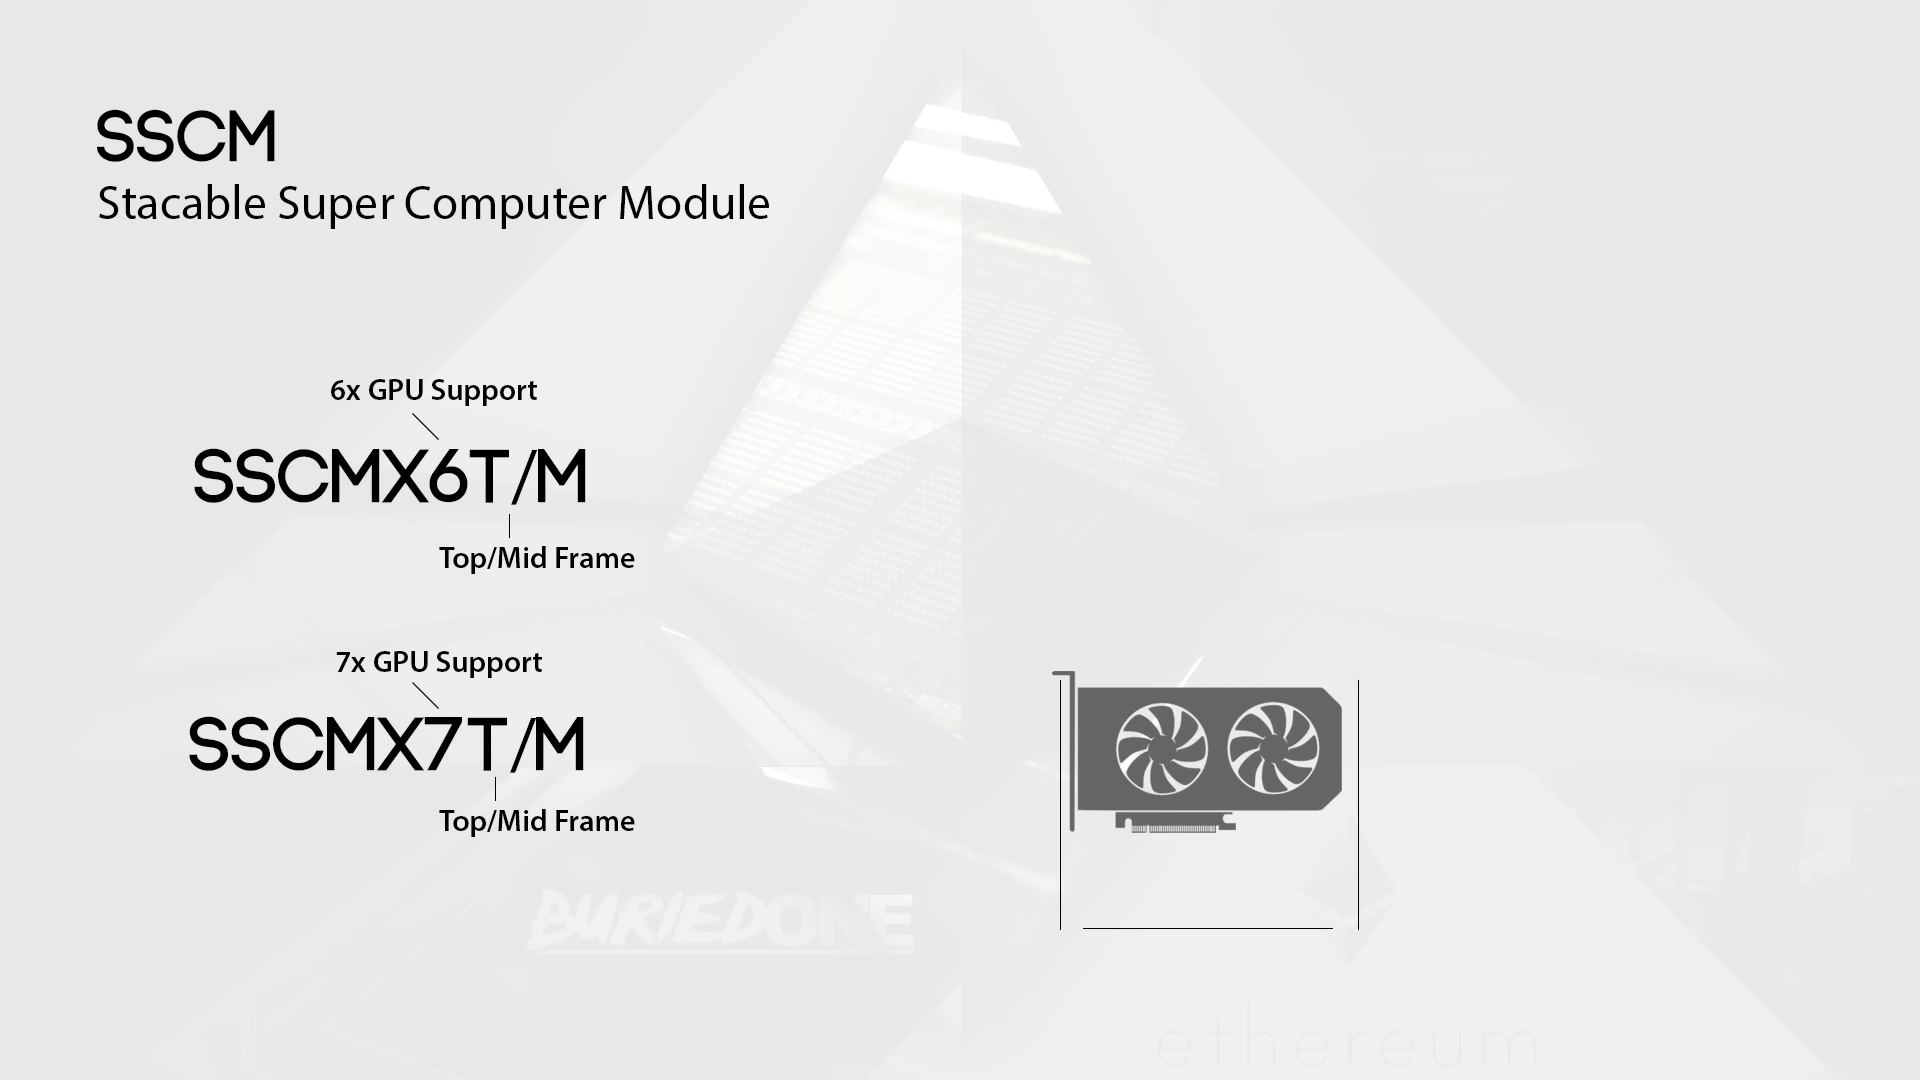 SSCM
Stacable Super Computer Module
6x GPU Support
SSCMX6T/M
Top/Mid Frame
7x GPU Support
SSCMX7T/M
Top/Mid Frame
BURIEDONE
ethereum